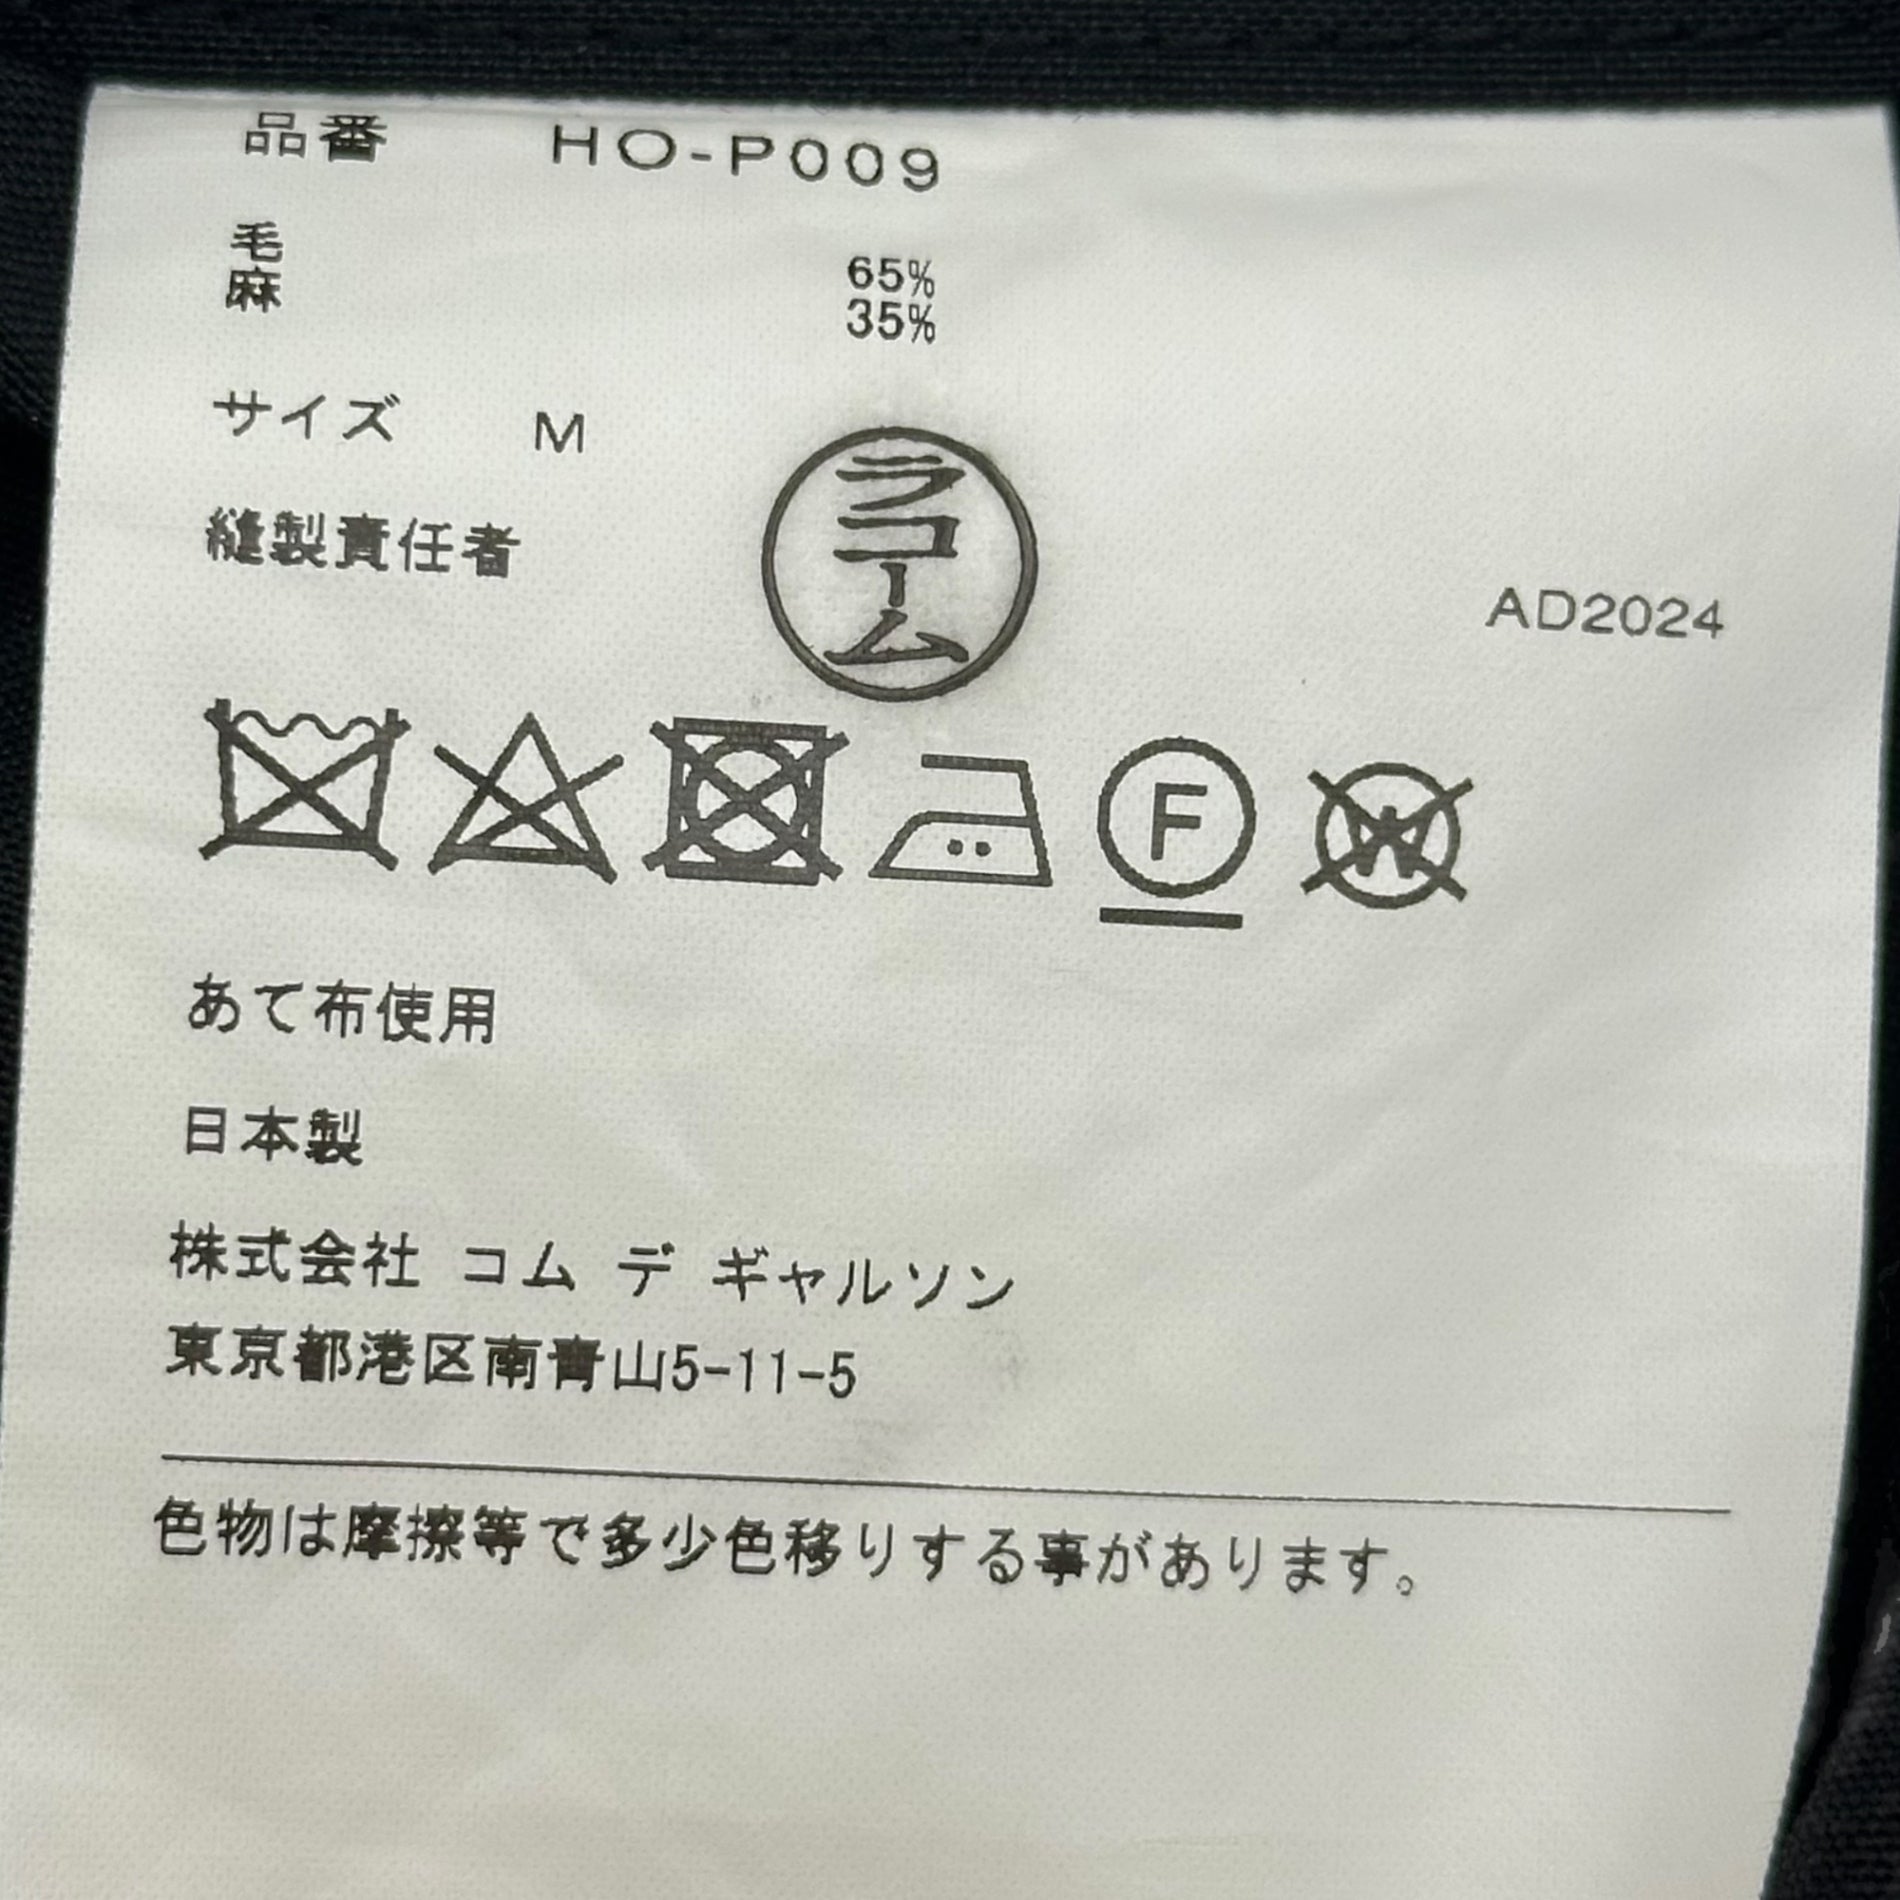 品番 HO-P009
毛 65%
麻 35%
サイズ M
縫製責任者
ラコーム
AD2024
F
W
あて布使用
日本製
株式会社 コム デ ギャルソン
東京都港区南青山5-11-5
色物は摩擦等で多少色移りする事があります。